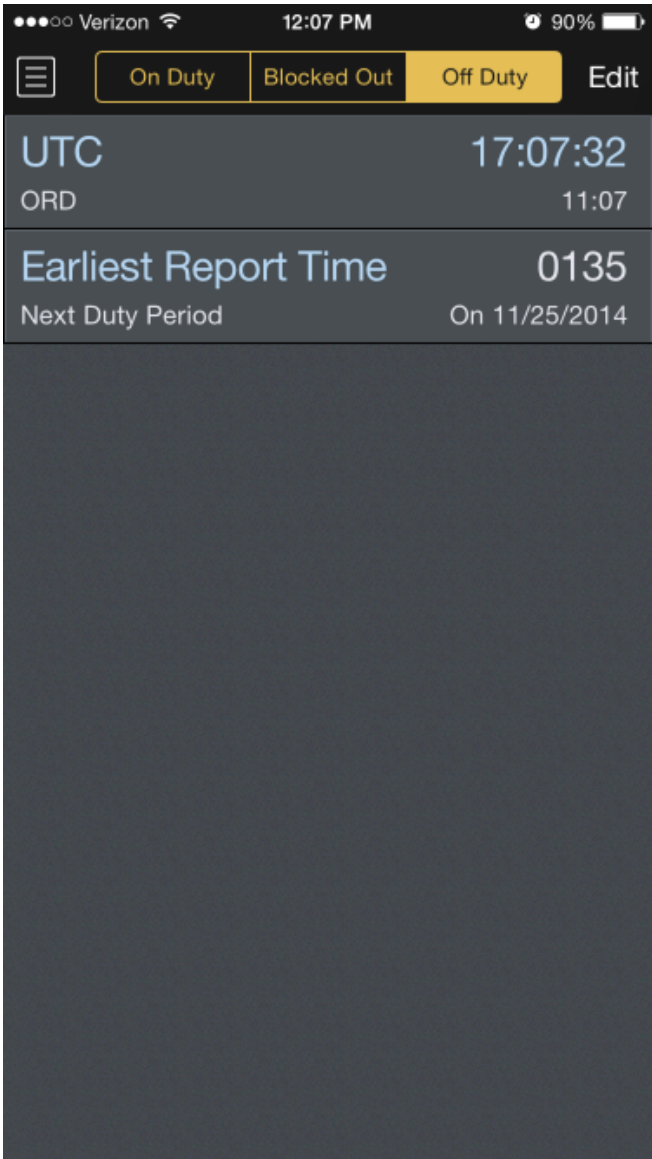 Verizon 12:07 PM 90%
On Duty Blocked Out Off Duty Edit
UTC 17:07:32
ORD 11:07
Earliest Report Time 0135
Next Duty Period On 11/25/2014